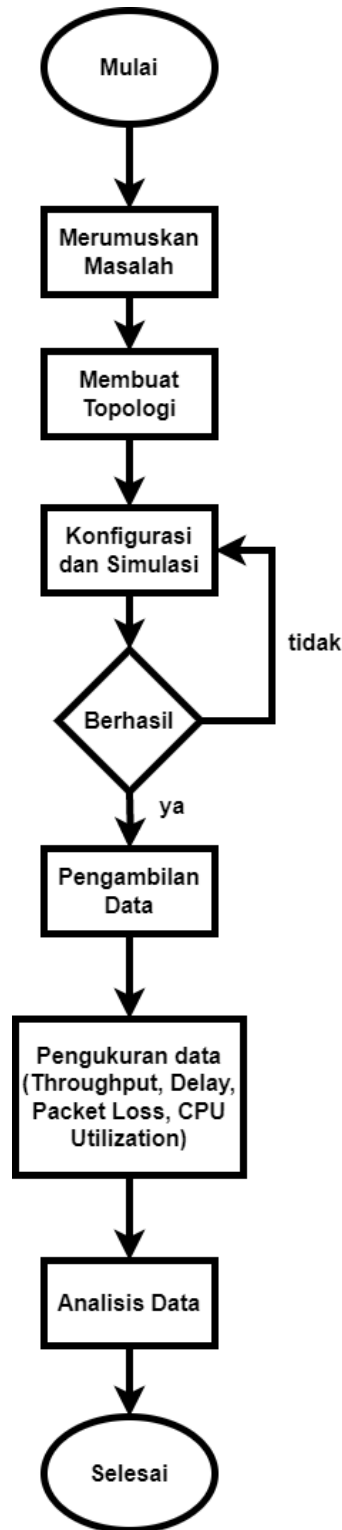 Mulai
Merumuskan
Masalah
Membuat
Topologi
Konfigurasi
dan Simulasi
tidak
Berhasil
ya
Pengambilan
Data
Pengukuran data
(Throughput, Delay,
Packet Loss, CPU
Utilization)
Analisis Data
Selesai